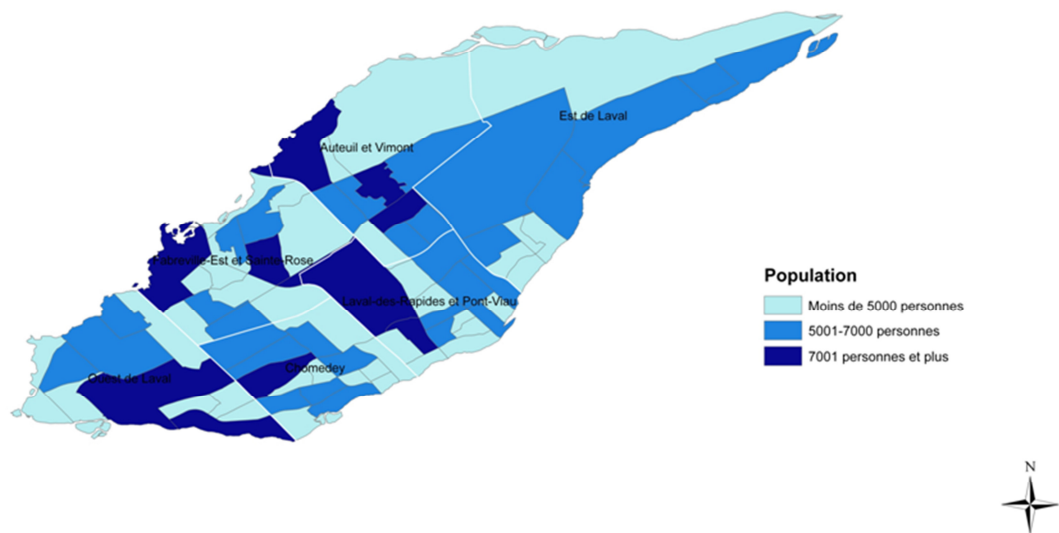 Est de Laval
Auteuil et Vimont
Fabreville-Est et Sainte-Rose
Laval-des-Rapides et Pont-Viau
Chomedey
Ouest de Laval
Population
Moins de 5000 personnes
5001-7000 personnes
7001 personnes et plus
N